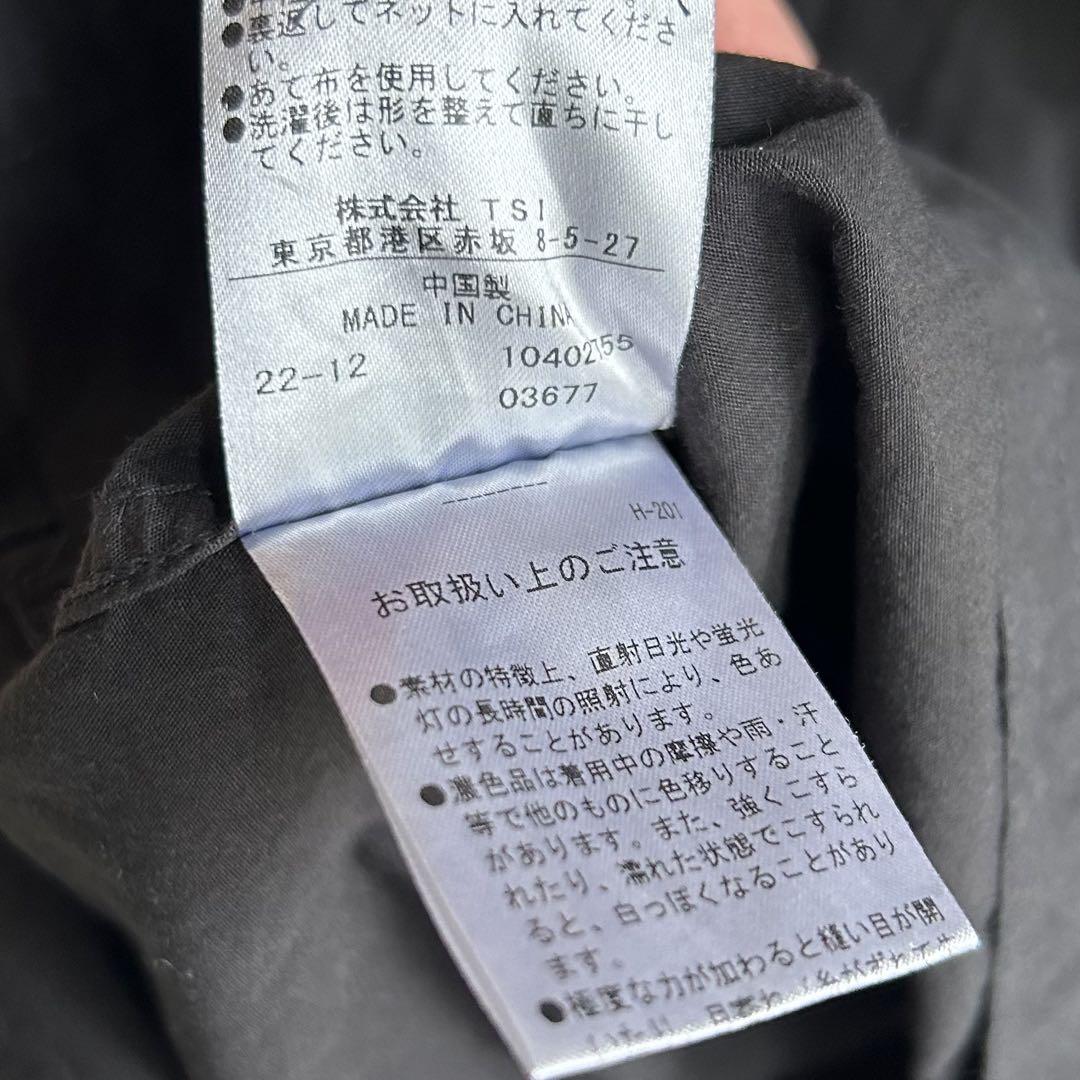 ●裏返してネットに入れてくださ
い。
●あて布を使用してください。
●洗濯後は形を整えて直ちに干し
てください。
株式会社 TSI
東京都港区赤坂 8-5-27
中国製
MADE IN CHINA
22-12
10402755
03677
H-201
お取扱い上のご注意
●素材の特徴上、直射日光や蛍光
灯の長時間の照射により、色あ
せすることがあります。
●濃色品は着用中の摩擦や雨・汗
等で他のものに色移りすること
があります。また、強くこすら
れたり、濡れた状態でこすられ
ると、白っぽくなることがあり
ます。
●極度な力が加わると縫い目が開